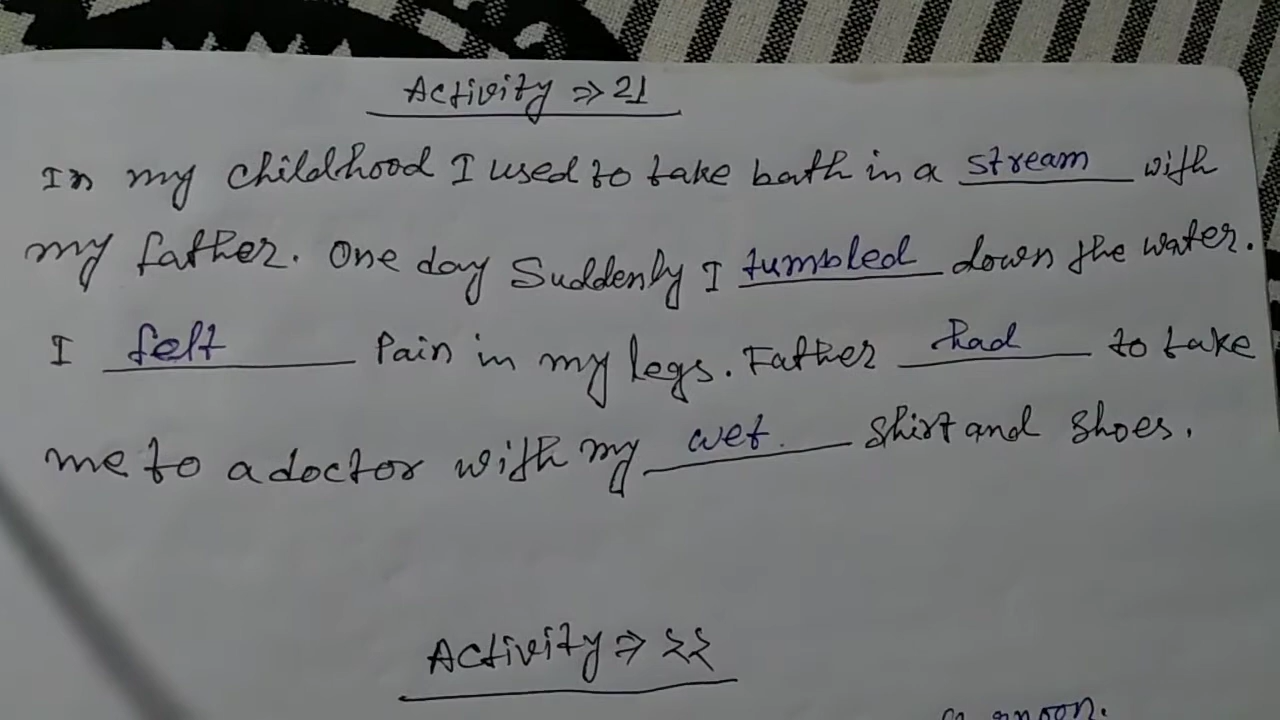 Activity ⇒ 21
In my childhood I used to take bath in a stream with
my father. One day Suddenly I tumbled down the water.
I felt Pain in my legs. Father had to take
me to a doctor with my wet. shirt and shoes.
Activity ⇒ २२
noon.